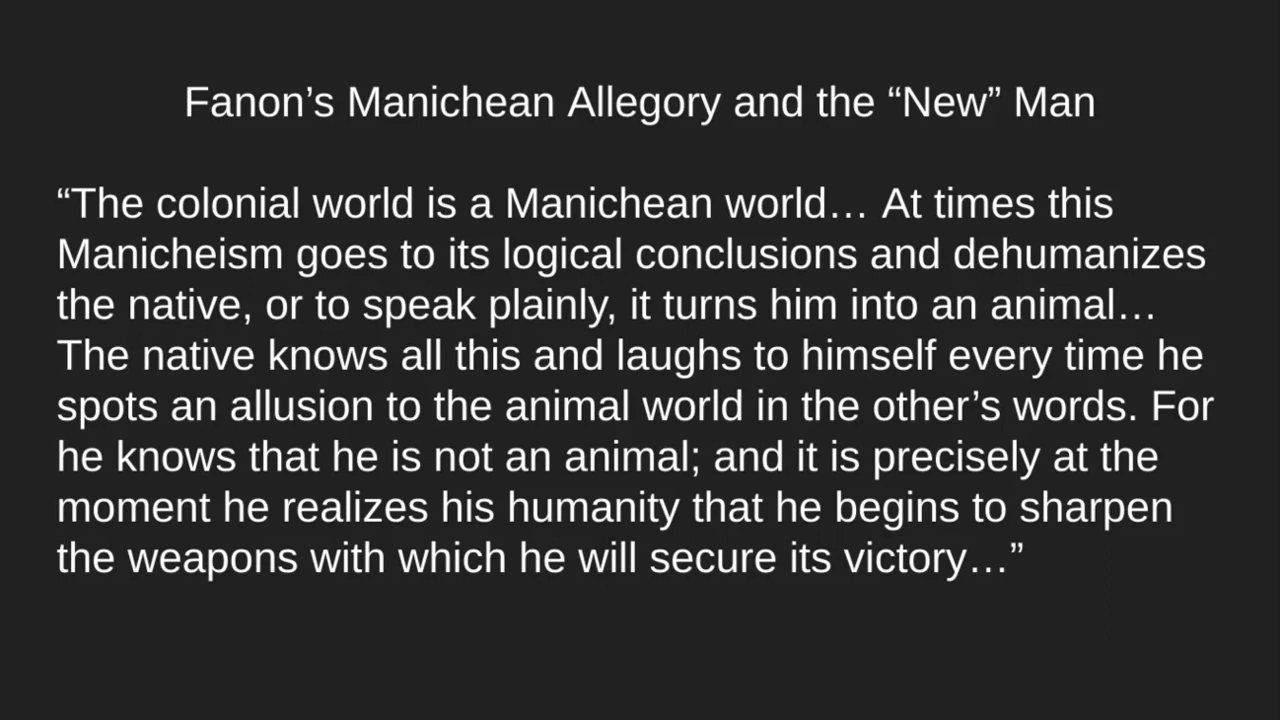 Fanon’s Manichean Allegory and the “New” Man
“The colonial world is a Manichean world… At times this
Manicheism goes to its logical conclusions and dehumanizes
the native, or to speak plainly, it turns him into an animal…
The native knows all this and laughs to himself every time he
spots an allusion to the animal world in the other’s words. For
he knows that he is not an animal; and it is precisely at the
moment he realizes his humanity that he begins to sharpen
the weapons with which he will secure its victory…”